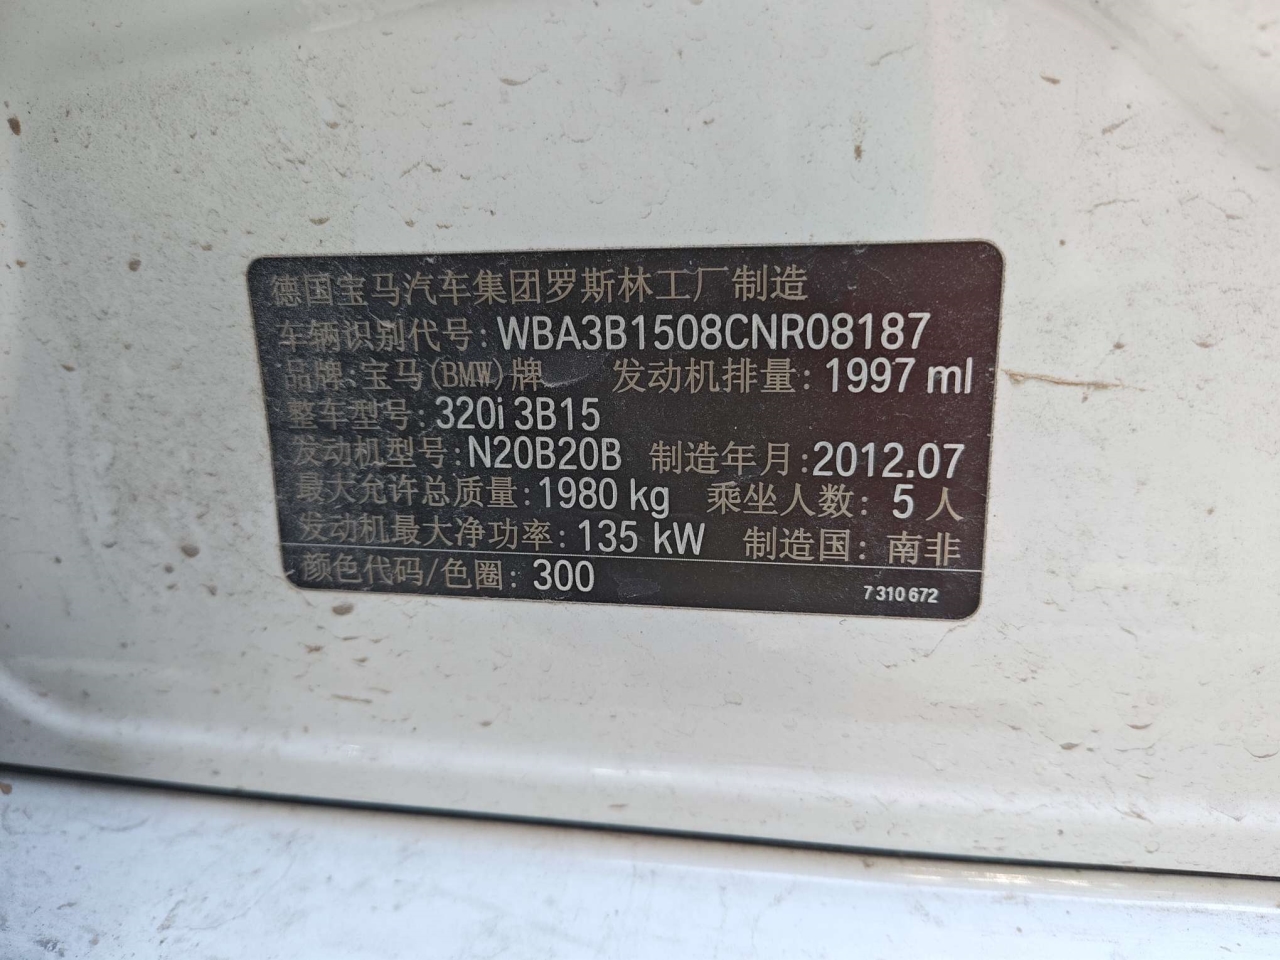 德国宝马汽车集团罗斯林工厂制造
车辆识别代号: WBA3B1508CNR08187
品牌:宝马(BMW)牌 发动机排量: 1997 ml
整车型号: 320i 3B15
发动机型号: N20B20B 制造年月:2012.07
最大允许总质量: 1980 kg 乘坐人数: 5 人
发动机最大净功率: 135 kW 制造国: 南非
颜色代码/色圈: 300 7 310 672